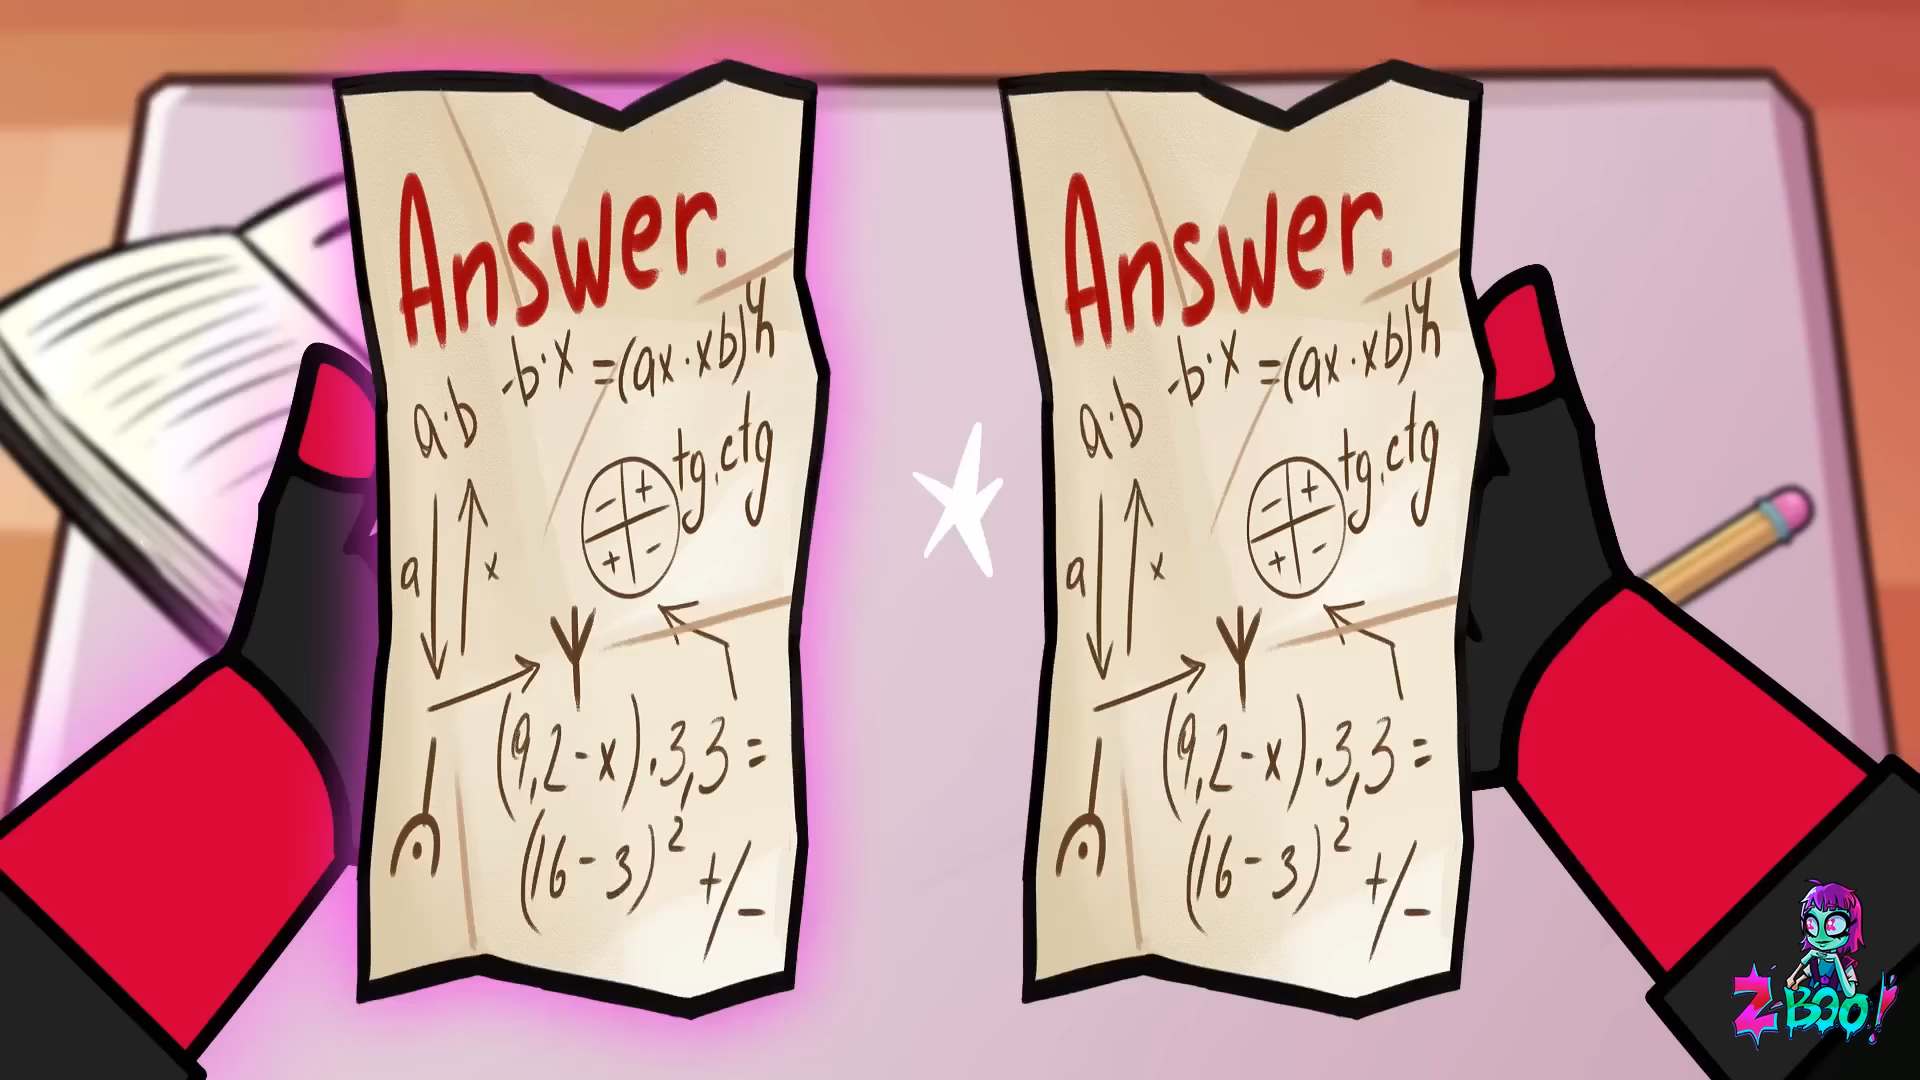 Answer.
-b·x =(ax·xb)
a·b
tg, ctg
- +
+ -
a
x
(9,2-x)·3,3=
(16-3)² +/-
Answer.
-b·x =(ax·xb)
a·b
tg, ctg
- +
+ -
a
x
(9,2-x)·3,3=
(16-3)² +/-
Z BOO!